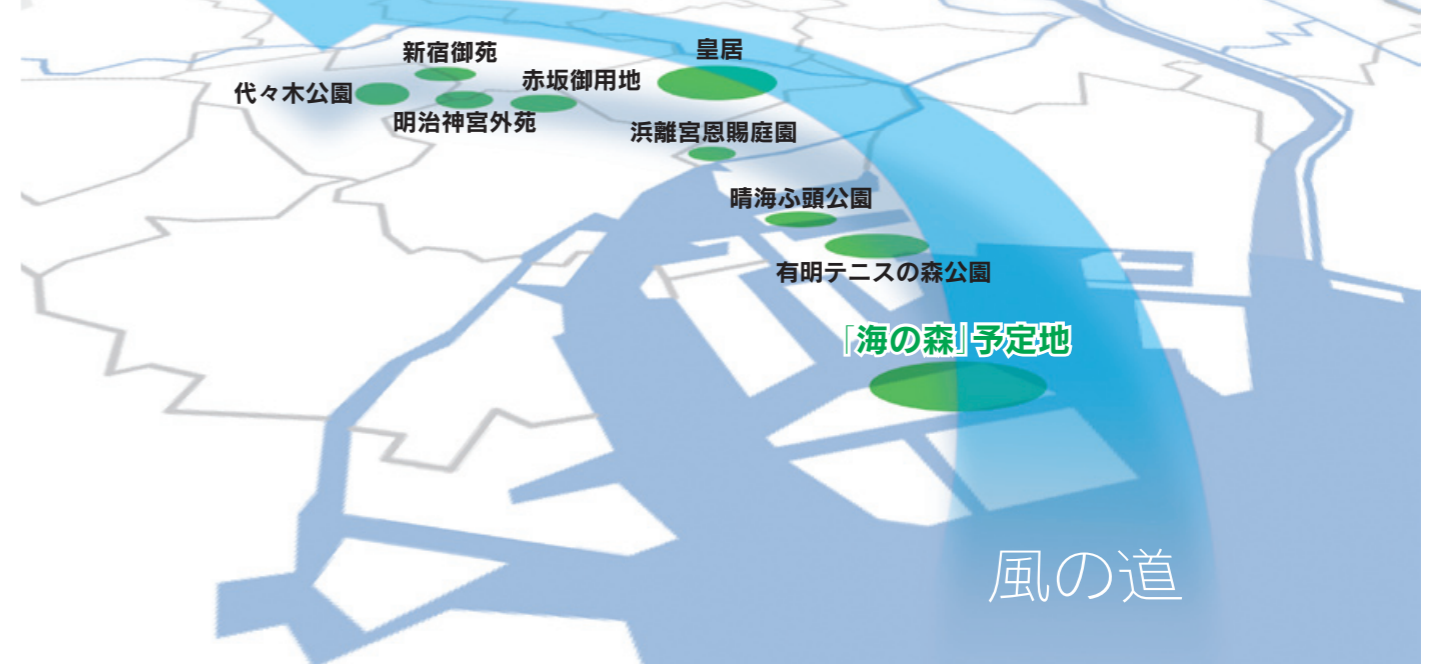 新宿御苑
皇居
代々木公園
赤坂御用地
明治神宮外苑
浜離宮恩賜庭園
晴海ふ頭公園
有明テニスの森公園
「海の森」予定地
風の道